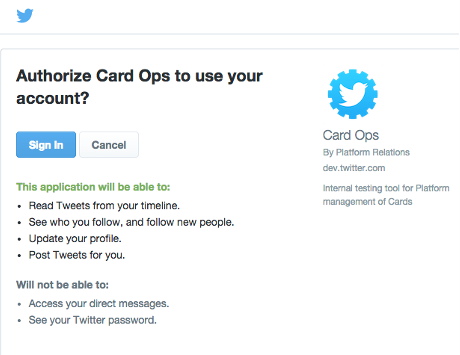 Authorize Card Ops to use your
account?
Sign In
Cancel
This application will be able to:
• Read Tweets from your timeline.
• See who you follow, and follow new people.
• Update your profile.
• Post Tweets for you.
Will not be able to:
• Access your direct messages.
• See your Twitter password.
Card Ops
By Platform Relations
dev.twitter.com
Internal testing tool for Platform
management of Cards